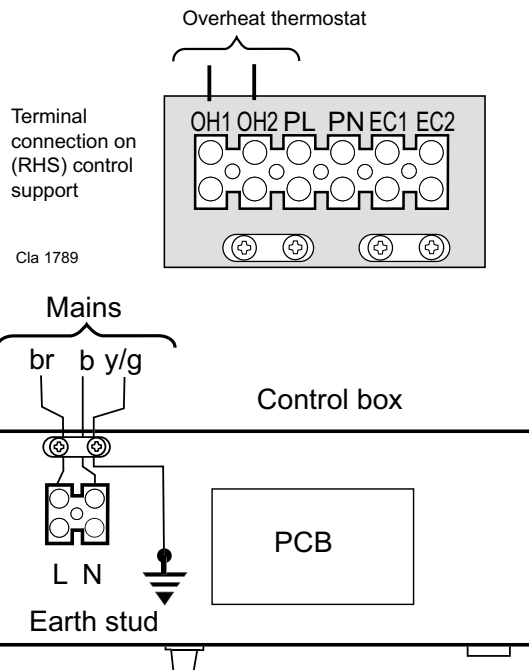 Overheat thermostat
Terminal
connection on
(RHS) control
support
OH1 OH2 PL PN EC1 EC2
Cla 1789
Mains
br b y/g
Control box
PCB
L N
Earth stud